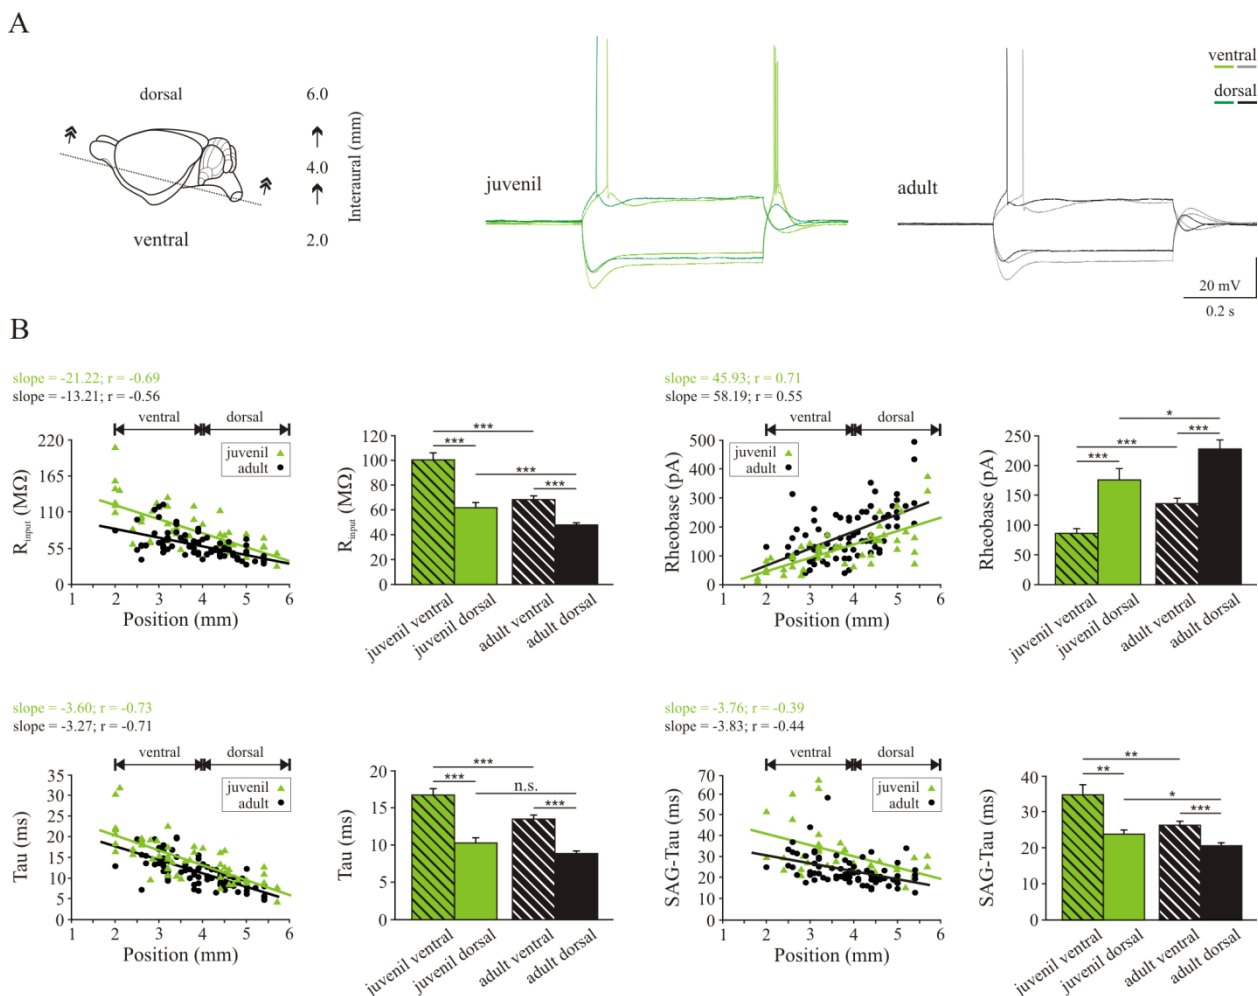 A
dorsal
ventral
6.0
4.0
2.0
Interaural (mm)
juvenil
adult
ventral
dorsal
20 mV
0.2 s
B
slope = -21.22; r = -0.69
slope = -13.21; r = -0.56
ventral
dorsal
juvenil
adult
220
165
110
55
0
Rinput (MΩ)
1 2 3 4 5 6
Position (mm)
***
***
***
***
120
100
80
60
40
20
0
Rinput (MΩ)
juvenil ventral
juvenil dorsal
adult ventral
adult dorsal
slope = 45.93; r = 0.71
slope = 58.19; r = 0.55
ventral
dorsal
juvenil
adult
500
400
300
200
100
0
Rheobase (pA)
1 2 3 4 5 6
Position (mm)
*
***
***
***
250
200
150
100
50
0
Rheobase (pA)
juvenil ventral
juvenil dorsal
adult ventral
adult dorsal
slope = -3.60; r = -0.73
slope = -3.27; r = -0.71
ventral
dorsal
juvenil
adult
35
30
25
20
15
10
5
0
Tau (ms)
1 2 3 4 5 6
Position (mm)
***
***
n.s.
***
20
15
10
5
0
Tau (ms)
juvenil ventral
juvenil dorsal
adult ventral
adult dorsal
slope = -3.76; r = -0.39
slope = -3.83; r = -0.44
ventral
dorsal
juvenil
adult
70
60
50
40
30
20
10
0
SAG-Tau (ms)
1 2 3 4 5 6
Position (mm)
**
**
*
***
40
30
20
10
0
SAG-Tau (ms)
juvenil ventral
juvenil dorsal
adult ventral
adult dorsal